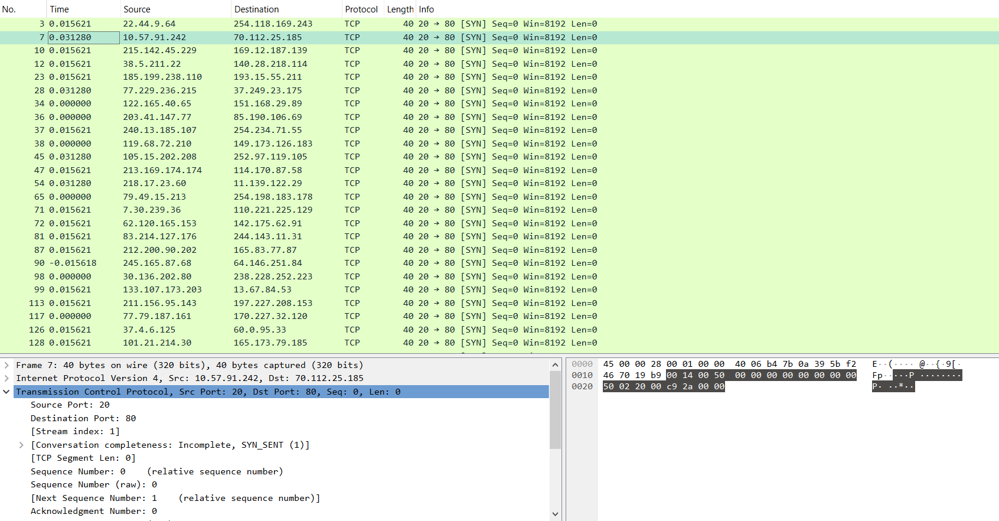 No. Time Source Destination Protocol Length Info
3 0.015621 22.44.9.64 254.118.169.243 TCP 40 20 → 80 [SYN] Seq=0 Win=8192 Len=0
7 0.031280 10.57.91.242 70.112.25.185 TCP 40 20 → 80 [SYN] Seq=0 Win=8192 Len=0
10 0.015621 215.142.45.229 169.12.187.139 TCP 40 20 → 80 [SYN] Seq=0 Win=8192 Len=0
12 0.015621 38.5.211.22 140.28.218.114 TCP 40 20 → 80 [SYN] Seq=0 Win=8192 Len=0
23 0.015621 185.199.238.110 193.15.55.211 TCP 40 20 → 80 [SYN] Seq=0 Win=8192 Len=0
28 0.031280 77.229.236.215 37.249.23.175 TCP 40 20 → 80 [SYN] Seq=0 Win=8192 Len=0
34 0.000000 122.165.40.65 151.168.29.89 TCP 40 20 → 80 [SYN] Seq=0 Win=8192 Len=0
36 0.000000 203.41.147.77 85.190.106.69 TCP 40 20 → 80 [SYN] Seq=0 Win=8192 Len=0
37 0.015621 240.13.185.107 254.234.71.55 TCP 40 20 → 80 [SYN] Seq=0 Win=8192 Len=0
38 0.000000 119.68.72.210 149.173.126.183 TCP 40 20 → 80 [SYN] Seq=0 Win=8192 Len=0
45 0.031280 105.15.202.208 252.97.119.105 TCP 40 20 → 80 [SYN] Seq=0 Win=8192 Len=0
47 0.015621 213.169.174.174 114.170.87.58 TCP 40 20 → 80 [SYN] Seq=0 Win=8192 Len=0
54 0.031280 218.17.23.60 11.139.122.29 TCP 40 20 → 80 [SYN] Seq=0 Win=8192 Len=0
65 0.000000 79.49.15.213 254.198.183.178 TCP 40 20 → 80 [SYN] Seq=0 Win=8192 Len=0
71 0.015621 7.30.239.36 110.221.225.129 TCP 40 20 → 80 [SYN] Seq=0 Win=8192 Len=0
72 0.015621 62.120.165.153 142.175.62.91 TCP 40 20 → 80 [SYN] Seq=0 Win=8192 Len=0
81 0.015621 83.214.127.176 244.143.11.31 TCP 40 20 → 80 [SYN] Seq=0 Win=8192 Len=0
87 0.015621 212.200.90.202 165.83.77.87 TCP 40 20 → 80 [SYN] Seq=0 Win=8192 Len=0
90 -0.015618 245.165.87.68 64.146.251.84 TCP 40 20 → 80 [SYN] Seq=0 Win=8192 Len=0
98 0.000000 30.136.202.80 238.228.252.223 TCP 40 20 → 80 [SYN] Seq=0 Win=8192 Len=0
99 0.015621 133.107.173.203 13.67.84.53 TCP 40 20 → 80 [SYN] Seq=0 Win=8192 Len=0
113 0.015621 211.156.95.143 197.227.208.153 TCP 40 20 → 80 [SYN] Seq=0 Win=8192 Len=0
117 0.000000 77.79.187.161 170.227.32.120 TCP 40 20 → 80 [SYN] Seq=0 Win=8192 Len=0
126 0.015621 37.4.6.125 60.0.95.33 TCP 40 20 → 80 [SYN] Seq=0 Win=8192 Len=0
128 0.015621 101.21.214.30 165.173.79.185 TCP 40 20 → 80 [SYN] Seq=0 Win=8192 Len=0
Frame 7: 40 bytes on wire (320 bits), 40 bytes captured (320 bits)
Internet Protocol Version 4, Src: 10.57.91.242, Dst: 70.112.25.185
Transmission Control Protocol, Src Port: 20, Dst Port: 80, Seq: 0, Len: 0
Source Port: 20
Destination Port: 80
[Stream index: 1]
[Conversation completeness: Incomplete, SYN_SENT (1)]
[TCP Segment Len: 0]
Sequence Number: 0 (relative sequence number)
Sequence Number (raw): 0
[Next Sequence Number: 1 (relative sequence number)]
Acknowledgment Number: 0
0000 45 00 00 28 00 01 00 00 40 06 b4 7b 0a 39 5b f2 E··(···· @··{·9[·
0010 46 70 19 b9 00 14 00 50 00 00 00 00 00 00 00 00 Fp·····P ········
0020 50 02 20 00 c9 2a 00 00 P· ··*··